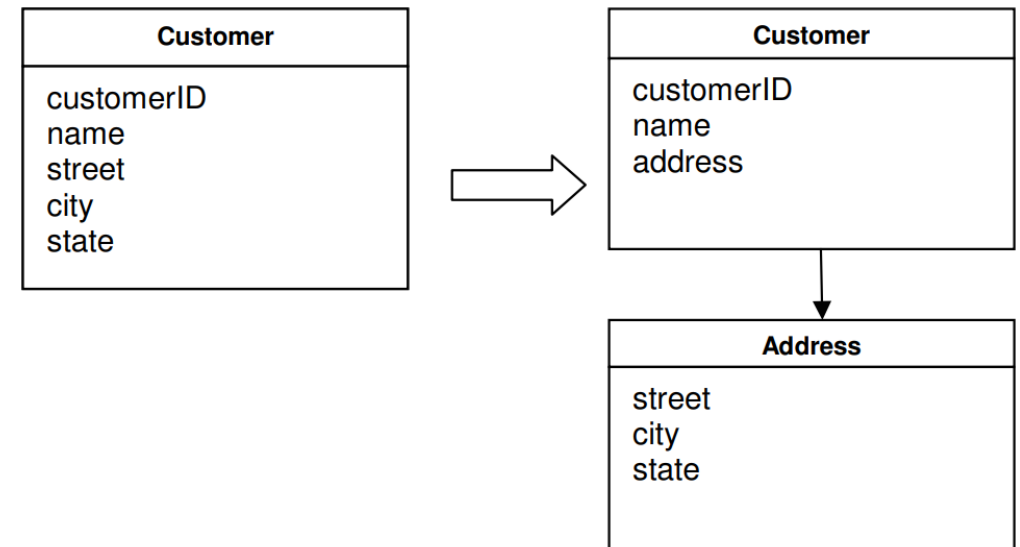 Customer
customerID
name
street
city
state
Customer
customerID
name
address
Address
street
city
state